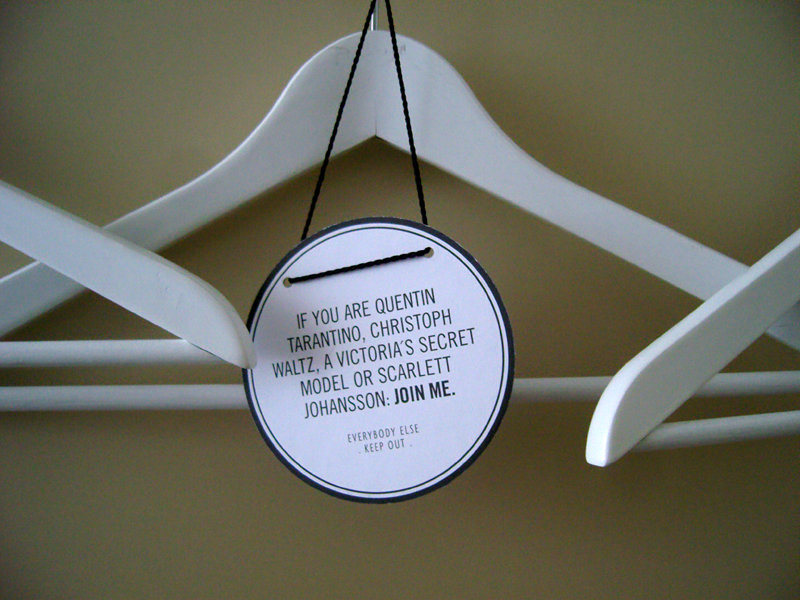 IF YOU ARE QUENTIN
TARANTINO, CHRISTOPH
WALTZ, A VICTORIA´S SECRET
MODEL OR SCARLETT
JOHANSSON: JOIN ME.
EVERYBODY ELSE
. KEEP OUT .